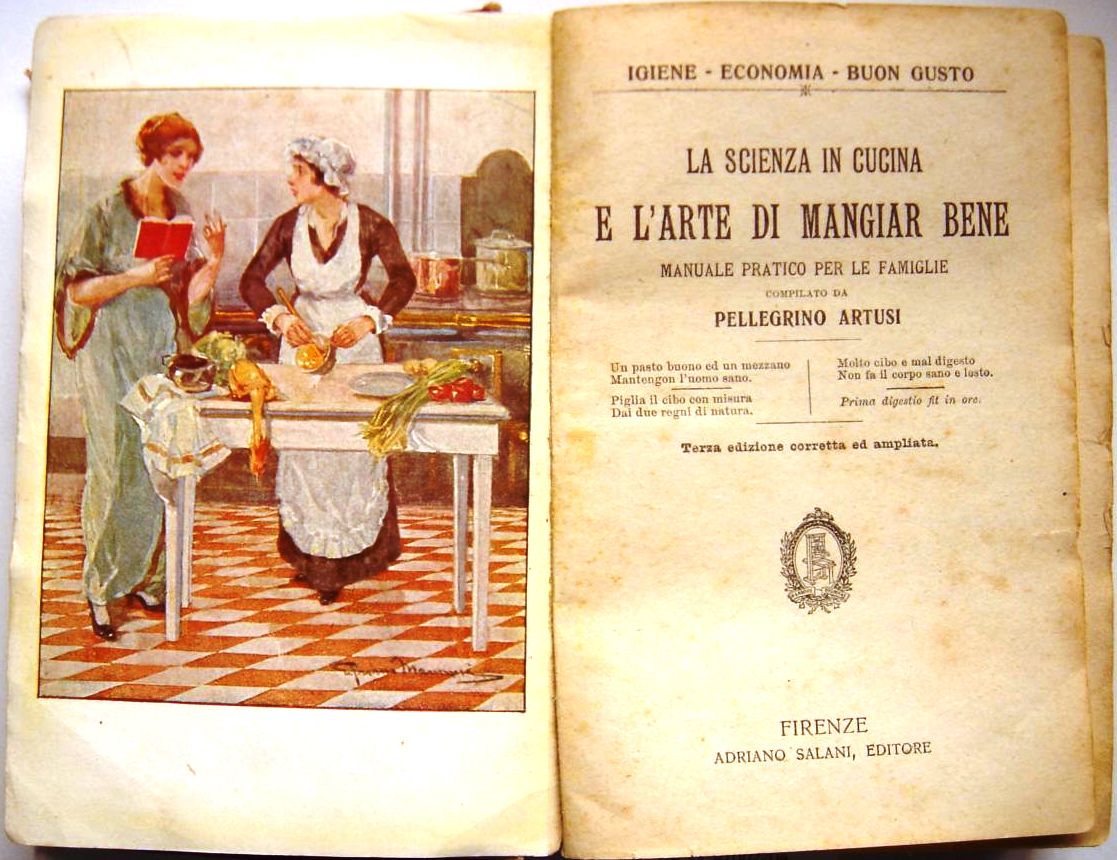 IGIENE - ECONOMIA - BUON GUSTO
LA SCIENZA IN CUCINA
E L'ARTE DI MANGIAR BENE
MANUALE PRATICO PER LE FAMIGLIE
COMPILATO DA
PELLEGRINO ARTUSI
Un pasto buono ed un mezzano
Mantengon l'uomo sano.
Piglia il cibo con misura
Dai due regni di natura.
Molto cibo e mal digesto
Non fa il corpo sano e lesto.
Prima digestio fit in ore.
Terza edizione corretta ed ampliata.
FIRENZE
ADRIANO SALANI, EDITORE